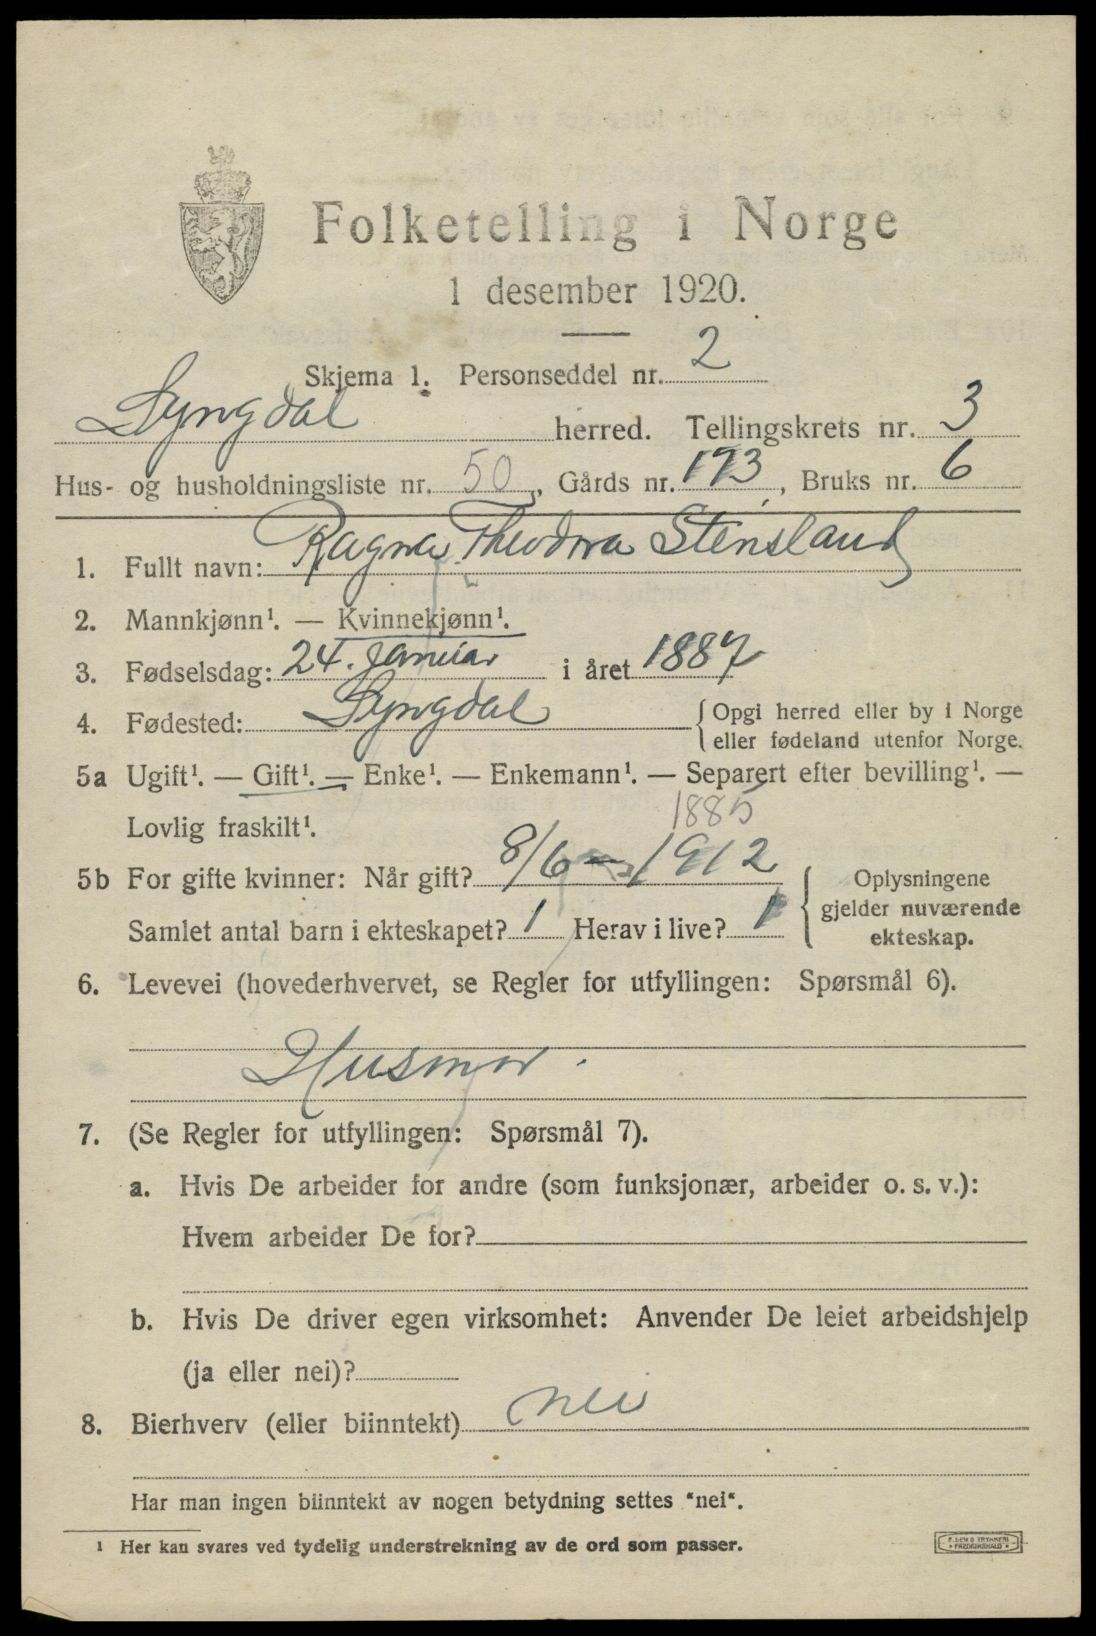 Folketelling i Norge
1 desember 1920.
Skjema 1. Personseddel nr. 2
Lyngdal herred. Tellingskrets nr. 3
Hus- og husholdningsliste nr. 50, Gårds nr. 173, Bruks nr. 6
1. Fullt navn: Ragna Theodora Stensland
2. Mannkjønn¹. — Kvinnekjønn¹.
3. Fødselsdag: 24. januar i året 1887
4. Fødested: Lyngdal { Opgi herred eller by i Norge
eller fødeland utenfor Norge.
5a Ugift¹. — Gift¹. — Enke¹. — Enkemann¹. — Separert efter bevilling¹. —
Lovlig fraskilt¹. 1885
5b For gifte kvinner: Når gift? 8/6 – 1912
Samlet antal barn i ekteskapet? 1 Herav i live? 1 { Oplysningene
gjelder nuværende
ekteskap.
6. Levevei (hovederhvervet, se Regler for utfyllingen: Spørsmål 6).
Husmor.
7. (Se Regler for utfyllingen: Spørsmål 7).
a. Hvis De arbeider for andre (som funksjonær, arbeider o. s. v.):
Hvem arbeider De for?
b. Hvis De driver egen virksomhet: Anvender De leiet arbeidshjelp
(ja eller nei)?
8. Bierhverv (eller biinntekt) nei
Har man ingen biinntekt av nogen betydning settes "nei".
¹ Her kan svares ved tydelig understrekning av de ord som passer.